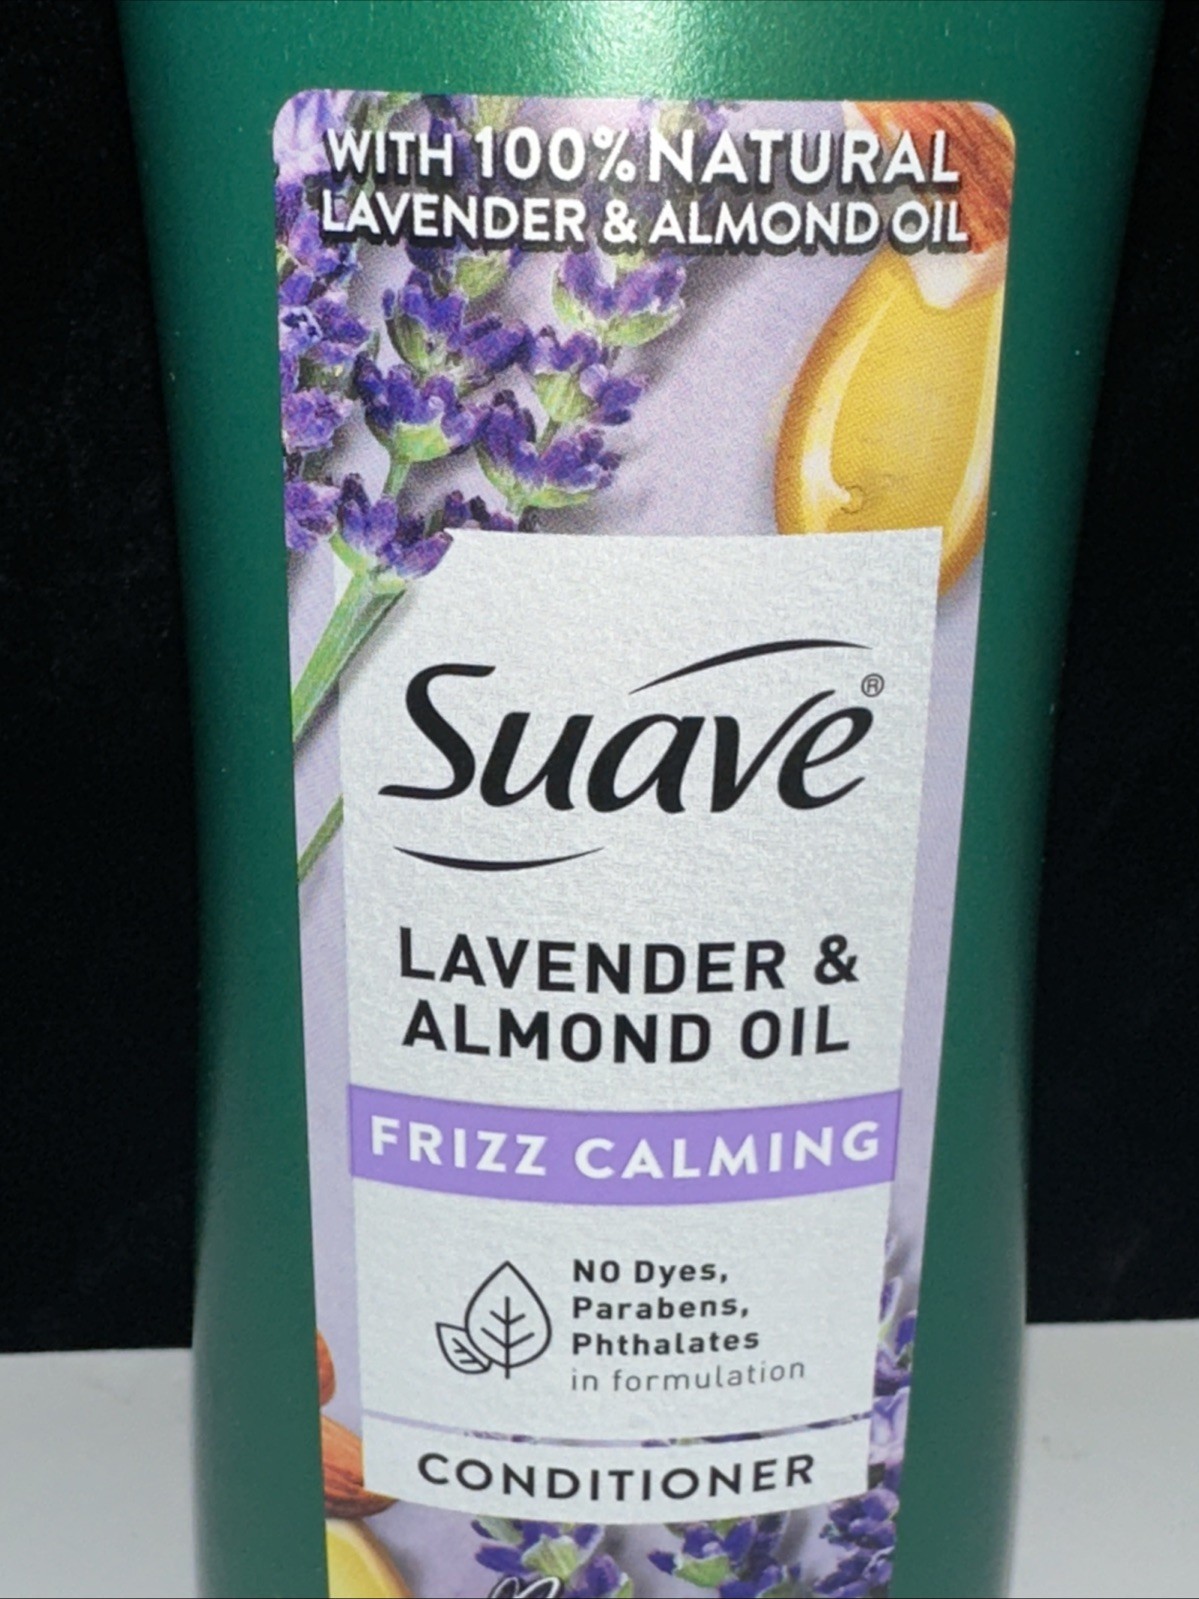 WITH 100% NATURAL
LAVENDER & ALMOND OIL
Suave®
LAVENDER &
ALMOND OIL
FRIZZ CALMING
NO Dyes,
Parabens,
Phthalates
in formulation
CONDITIONER